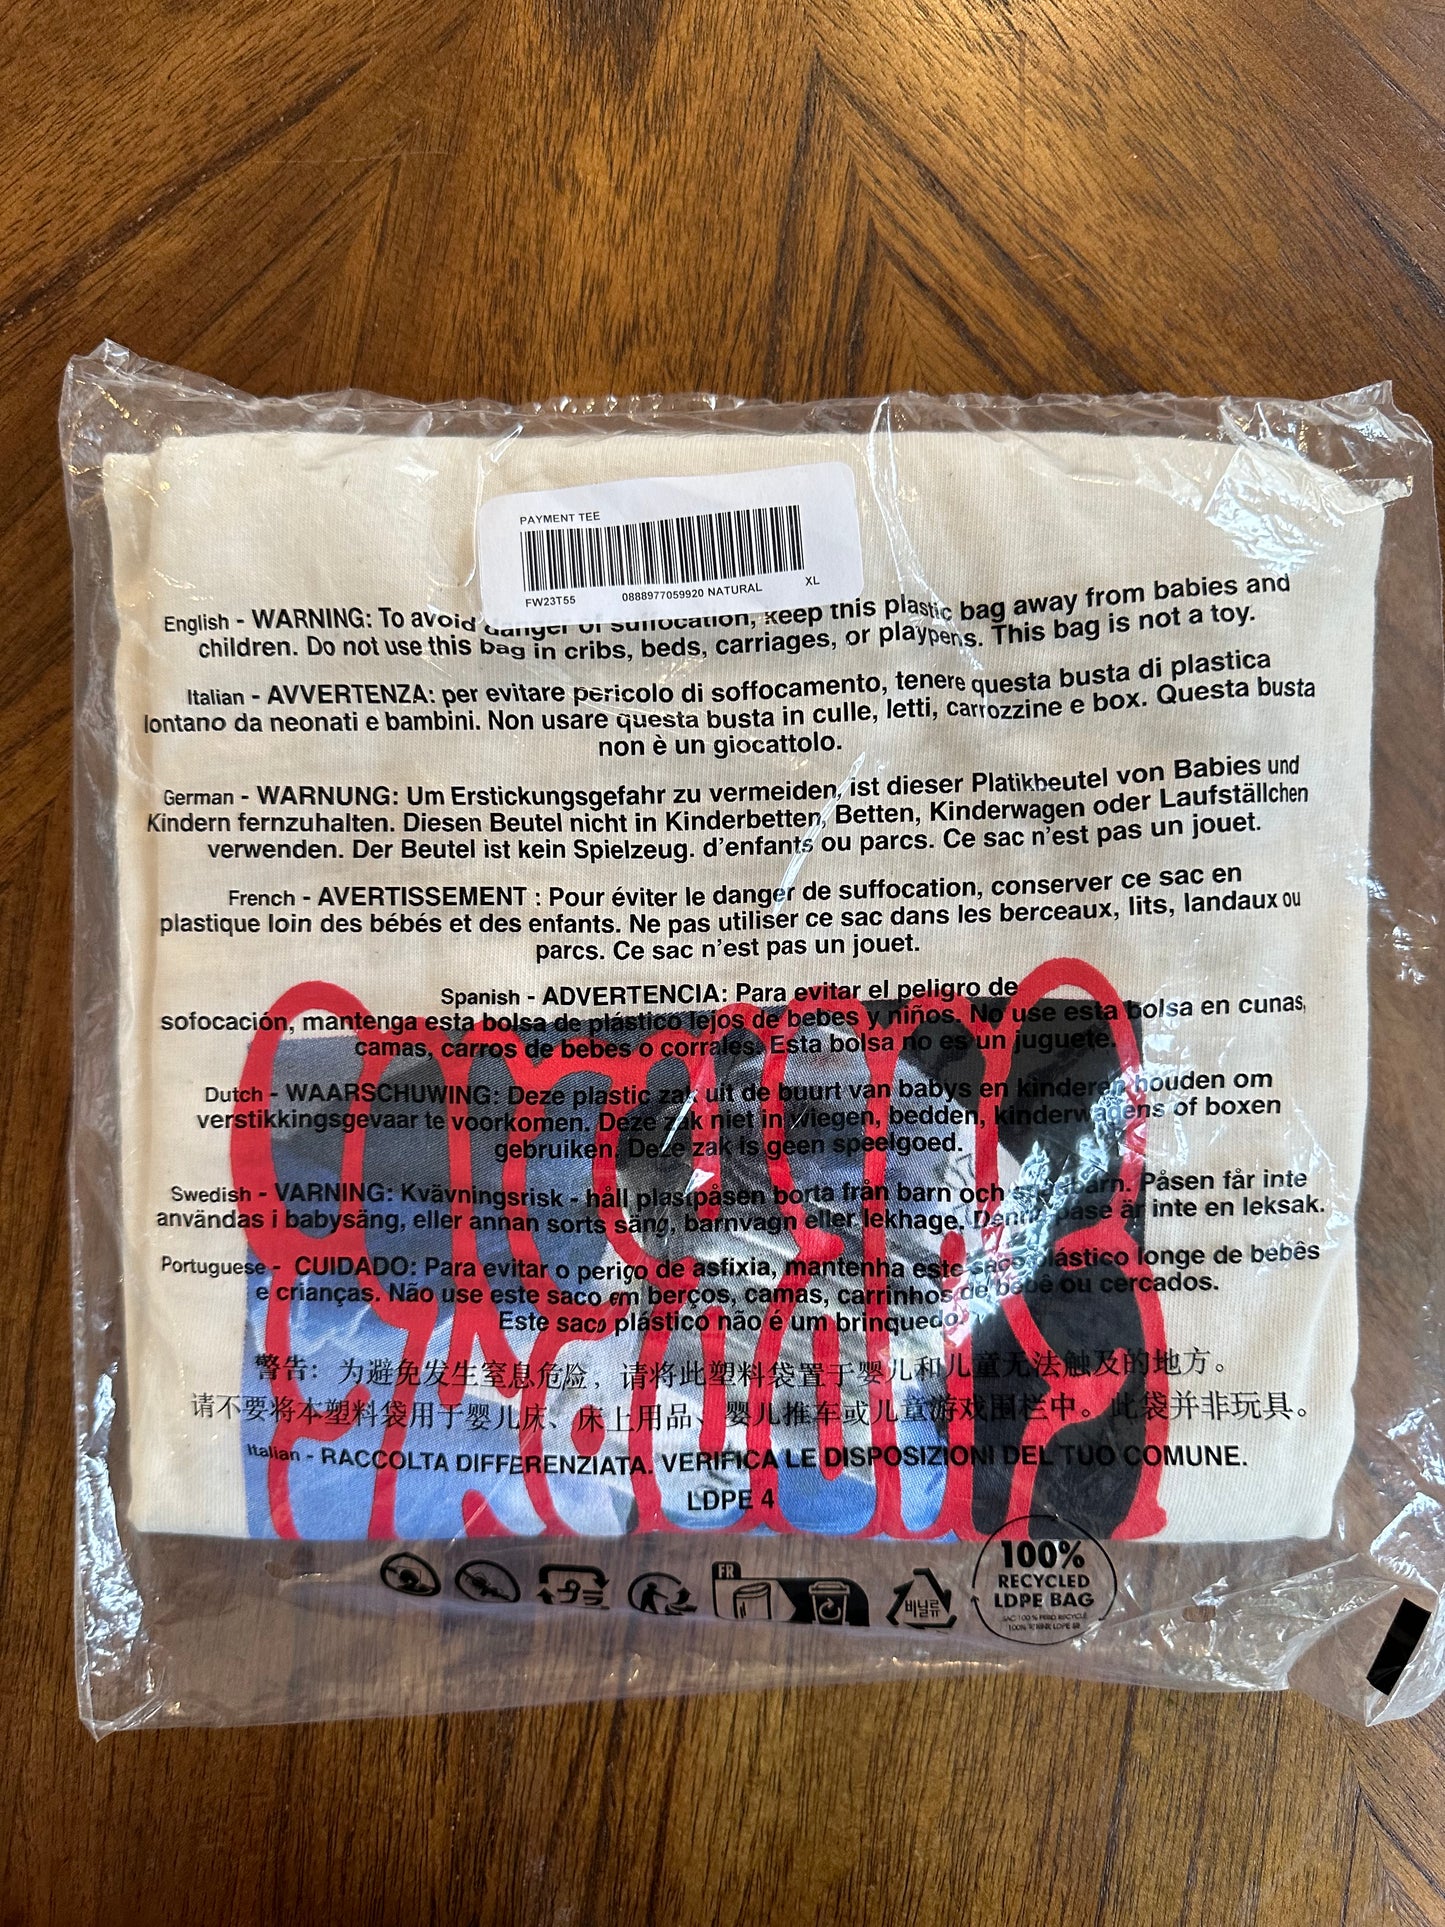 PAYMENT TEE
FW23T55 0888977059920 NATURAL XL
English - WARNING: To avoid danger of suffocation, keep this plastic bag away from babies and
children. Do not use this bag in cribs, beds, carriages, or playpens. This bag is not a toy.
Italian - AVVERTENZA: per evitare pericolo di soffocamento, tenere questa busta di plastica
lontano da neonati e bambini. Non usare questa busta in culle, letti, carrozzine e box. Questa busta
non è un giocattolo.
German - WARNUNG: Um Erstickungsgefahr zu vermeiden, ist dieser Platikbeutel von Babies und
Kindern fernzuhalten. Diesen Beutel nicht in Kinderbetten, Betten, Kinderwagen oder Laufställchen
verwenden. Der Beutel ist kein Spielzeug. d'enfants ou parcs. Ce sac n'est pas un jouet.
French - AVERTISSEMENT : Pour éviter le danger de suffocation, conserver ce sac en
plastique loin des bébés et des enfants. Ne pas utiliser ce sac dans les berceaux, lits, landaux ou
parcs. Ce sac n'est pas un jouet.
Spanish - ADVERTENCIA: Para evitar el peligro de
sofocación, mantenga esta bolsa de plástico lejos de bebes y niños. No use esta bolsa en cunas,
camas, carros de bebes o corrales. Esta bolsa no es un juguete.
Dutch - WAARSCHUWING: Deze plastic zak uit de buurt van babys en kinderen houden om
verstikkingsgevaar te voorkomen. Deze zak niet in wiegen, bedden, kinderwagens of boxen
gebruiken. Deze zak is geen speelgoed.
Swedish - VARNING: Kvävningsrisk - håll plastpåsen borta från barn och småbarn. Påsen får inte
användas i babysäng, eller annan sorts säng, barnvagn eller lekhage. Denna påse är inte en leksak.
Portuguese - CUIDADO: Para evitar o perigo de asfixia, mantenha este saco plástico longe de bebês
e crianças. Não use este saco em berços, camas, carrinhos de bebê ou cercados.
Este saco plástico não é um brinquedo.
警告：为避免发生窒息危险，请将此塑料袋置于婴儿和儿童无法触及的地方。
请不要将本塑料袋用于婴儿床、床上用品、婴儿推车或儿童游戏围栏中。此袋并非玩具。
Italian - RACCOLTA DIFFERENZIATA. VERIFICA LE DISPOSIZIONI DEL TUO COMUNE.
LDPE 4
FR
비닐류
100%
RECYCLED
LDPE BAG